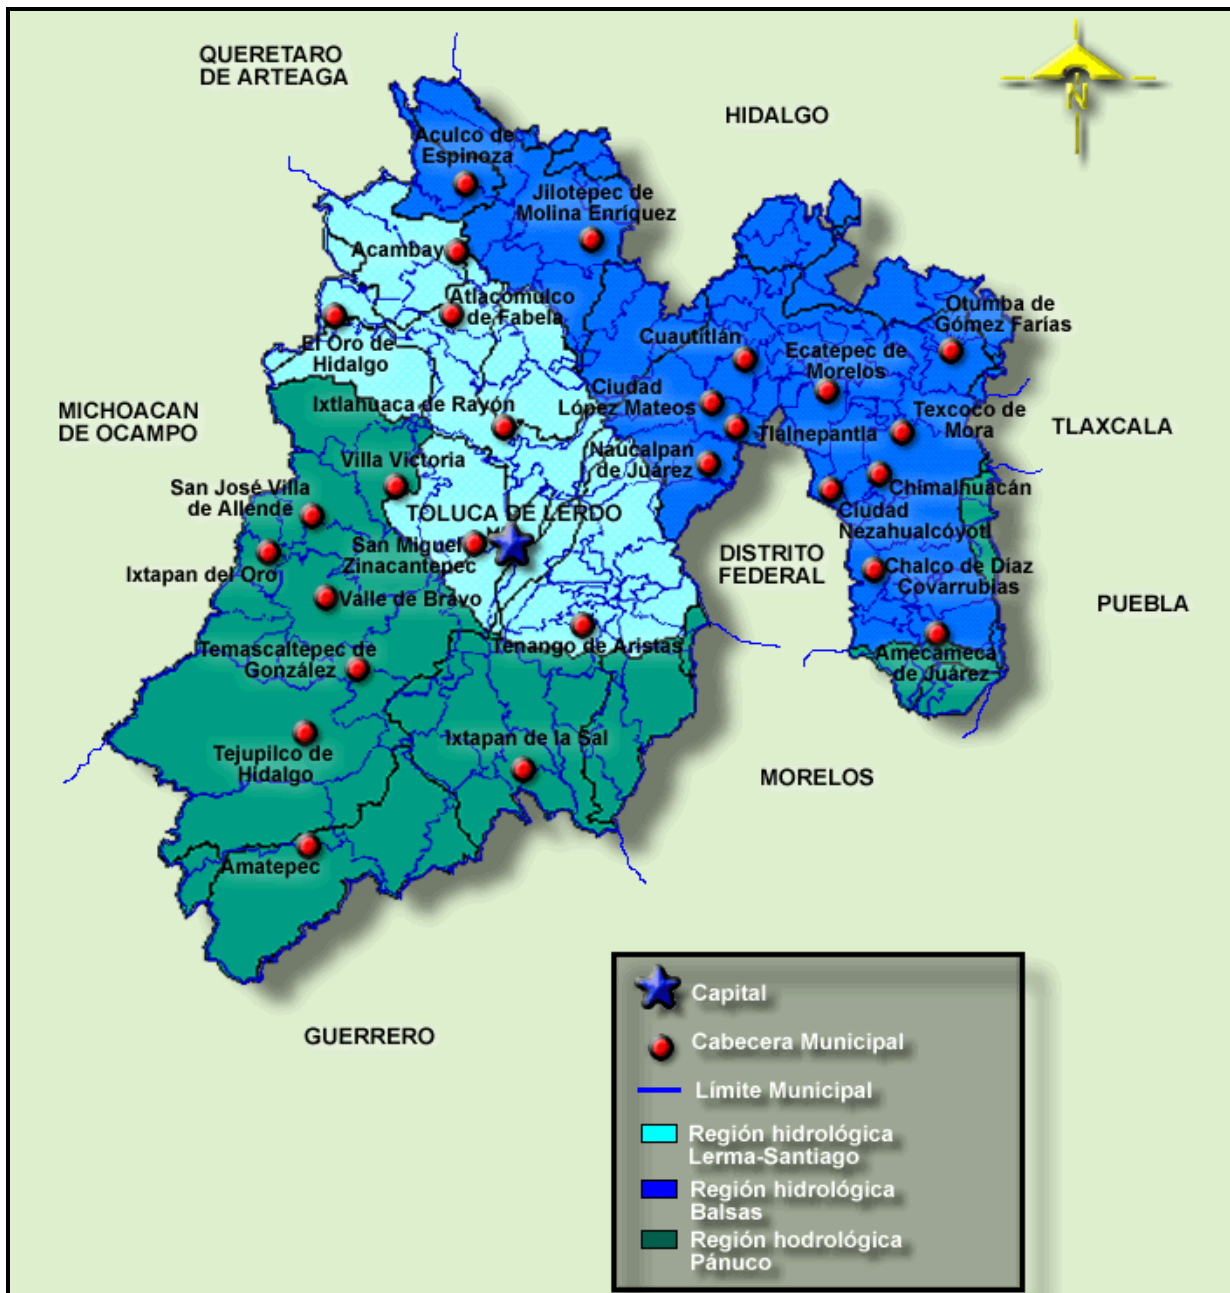 QUERETARO
DE ARTEAGA
HIDALGO
N
Aculco de
Espinoza
Jilotepec de
Molina Enríquez
Acambay
Atlacomulco
de Fabela
El Oro de
Hidalgo
Otumba de
Gómez Farías
Cuautitlán
Ecatepec de
Morelos
Ciudad
López Mateos
MICHOACAN
DE OCAMPO
Ixtlahuaca de Rayón
Texcoco de
Mora
TLAXCALA
Tlalnepantla
Naucalpan
de Juárez
Villa Victoria
San José Villa
de Allende
Chimalhuacán
TOLUCA DE LERDO
Ciudad
Nezahualcóyotl
San Miguel
Zinacantepec
DISTRITO
FEDERAL
Ixtapan del Oro
Chalco de Díaz
Covarrubias
Valle de Bravo
PUEBLA
Tenango de Aristas
Temascaltepec de
González
Amecameca
de Juárez
Ixtapan de la Sal
Tejupilco de
Hidalgo
MORELOS
Amatepec
GUERRERO
Capital
Cabecera Municipal
Límite Municipal
Región hidrológica
Lerma-Santiago
Región hidrológica
Balsas
Región hodrológica
Pánuco